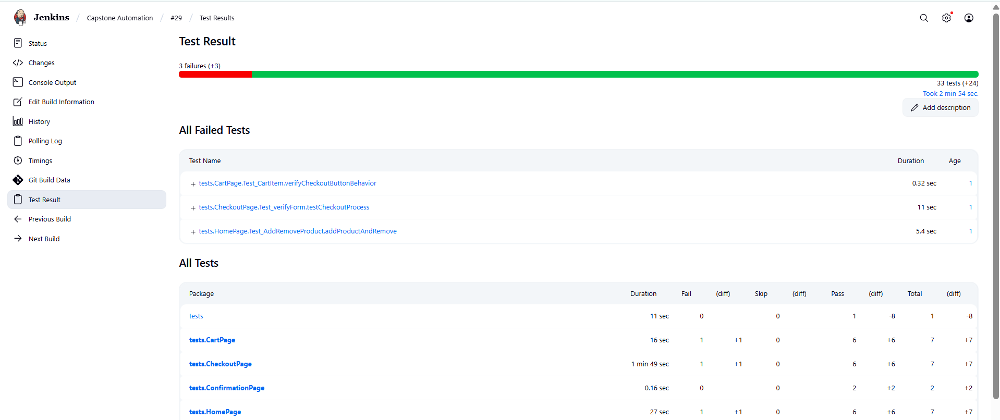 Jenkins / Capstone Automation / #29 / Test Results
Status
Changes
Console Output
Edit Build Information
History
Polling Log
Timings
Git Build Data
Test Result
Previous Build
Next Build
Test Result
3 failures (+3)
33 tests (+24)
Took 2 min 54 sec.
Add description
All Failed Tests
Test Name Duration Age
+ tests.CartPage.Test_CartItem.verifyCheckoutButtonBehavior 0.32 sec 1
+ tests.CheckoutPage.Test_verifyForm.testCheckoutProcess 11 sec 1
+ tests.HomePage.Test_AddRemoveProduct.addProductAndRemove 5.4 sec 1
All Tests
Package Duration Fail (diff) Skip (diff) Pass (diff) Total (diff)
tests 11 sec 0 0 1 -8 1 -8
tests.CartPage 16 sec 1 +1 0 6 +6 7 +7
tests.CheckoutPage 1 min 49 sec 1 +1 0 6 +6 7 +7
tests.ConfirmationPage 0.16 sec 0 0 2 +2 2 +2
tests.HomePage 27 sec 1 +1 0 6 +6 7 +7